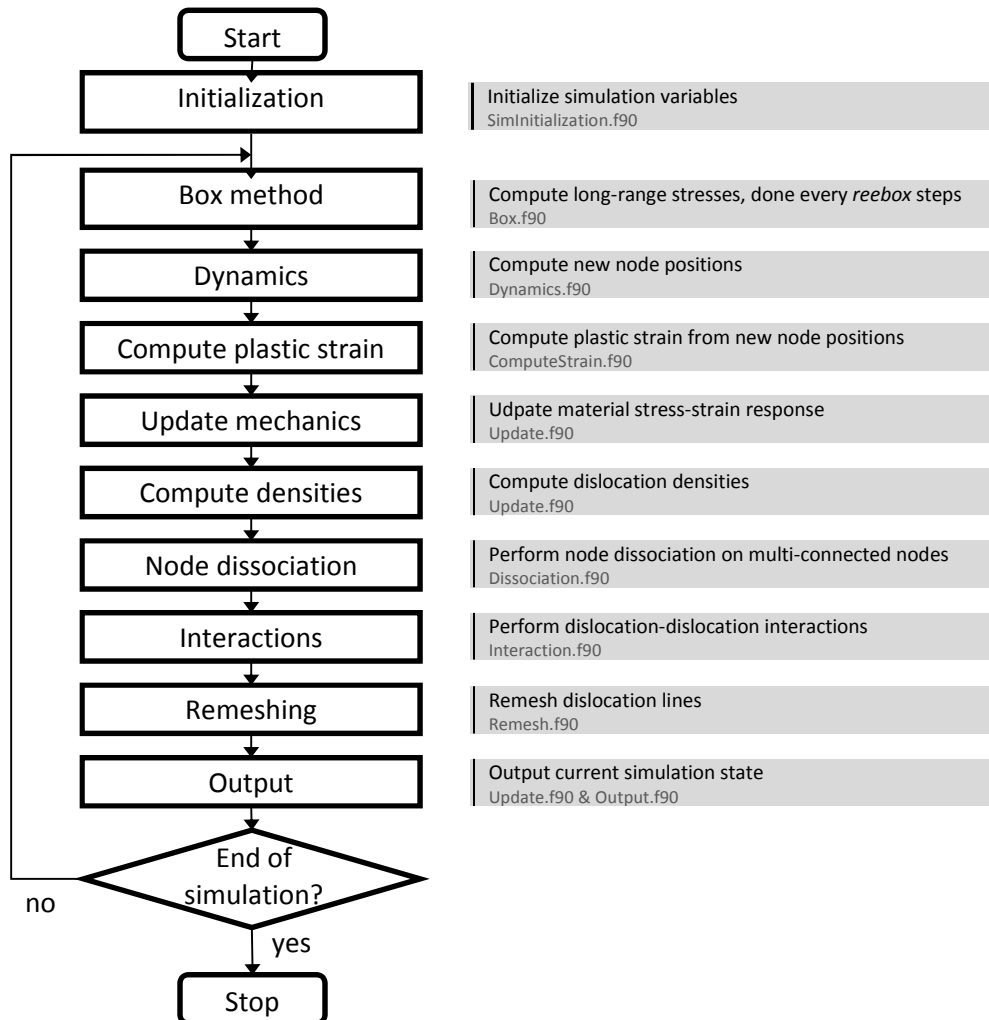 Start
Initialization
Initialize simulation variables
SimInitialization.f90
Box method
Compute long-range stresses, done every reebox steps
Box.f90
Dynamics
Compute new node positions
Dynamics.f90
Compute plastic strain
Compute plastic strain from new node positions
ComputeStrain.f90
Update mechanics
Udpate material stress-strain response
Update.f90
Compute densities
Compute dislocation densities
Update.f90
Node dissociation
Perform node dissociation on multi-connected nodes
Dissociation.f90
Interactions
Perform dislocation-dislocation interactions
Interaction.f90
Remeshing
Remesh dislocation lines
Remesh.f90
Output
Output current simulation state
Update.f90 & Output.f90
End of
simulation?
no
yes
Stop